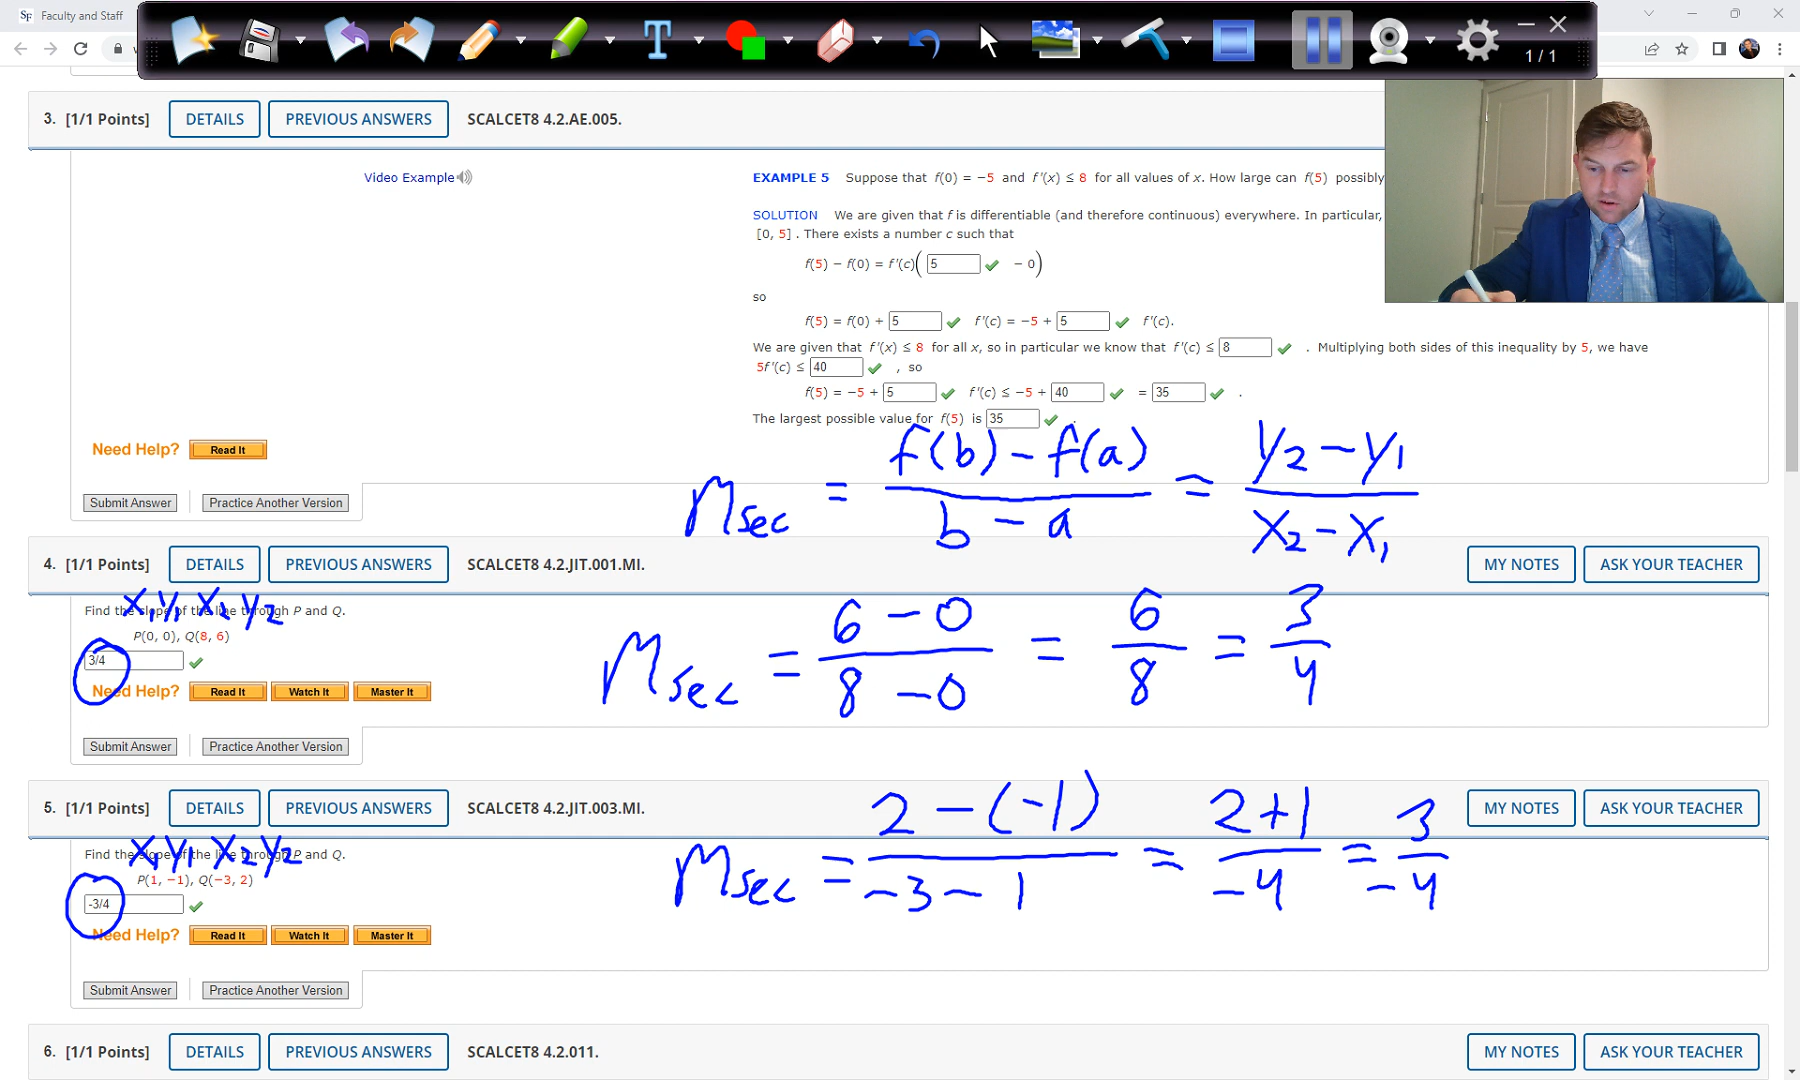 Faculty and Staff
1 / 1
3. [1/1 Points] DETAILS PREVIOUS ANSWERS SCALCET8 4.2.AE.005.
Video Example
EXAMPLE 5 Suppose that f(0) = −5 and f'(x) ≤ 8 for all values of x. How large can f(5) possibly
SOLUTION We are given that f is differentiable (and therefore continuous) everywhere. In particular,
[0, 5] . There exists a number c such that
f(5) − f(0) = f'(c)( 5 − 0)
so
f(5) = f(0) + 5 f'(c) = −5 + 5 f'(c).
We are given that f'(x) ≤ 8 for all x, so in particular we know that f'(c) ≤ 8 . Multiplying both sides of this inequality by 5, we have
5f'(c) ≤ 40 , so
f(5) = −5 + 5 f'(c) ≤ −5 + 40 = 35 .
The largest possible value for f(5) is 35 .
Need Help? Read It
Submit Answer Practice Another Version
m sec = f(b) − f(a) / b − a = y2 − y1 / x2 − x1
4. [1/1 Points] DETAILS PREVIOUS ANSWERS SCALCET8 4.2.JIT.001.MI. MY NOTES ASK YOUR TEACHER
x1 y1 x2 y2
Find the slope of the line through P and Q.
P(0, 0), Q(8, 6)
3/4
m sec = 6 − 0 / 8 − 0 = 6 / 8 = 3 / 4
Need Help? Read It Watch It Master It
Submit Answer Practice Another Version
5. [1/1 Points] DETAILS PREVIOUS ANSWERS SCALCET8 4.2.JIT.003.MI. MY NOTES ASK YOUR TEACHER
x1 y1 x2 y2
Find the slope of the line through P and Q.
P(1, −1), Q(−3, 2)
-3/4
m sec = 2 − (−1) / −3 − 1 = 2 + 1 / −4 = 3 / −4
Need Help? Read It Watch It Master It
Submit Answer Practice Another Version
6. [1/1 Points] DETAILS PREVIOUS ANSWERS SCALCET8 4.2.011. MY NOTES ASK YOUR TEACHER